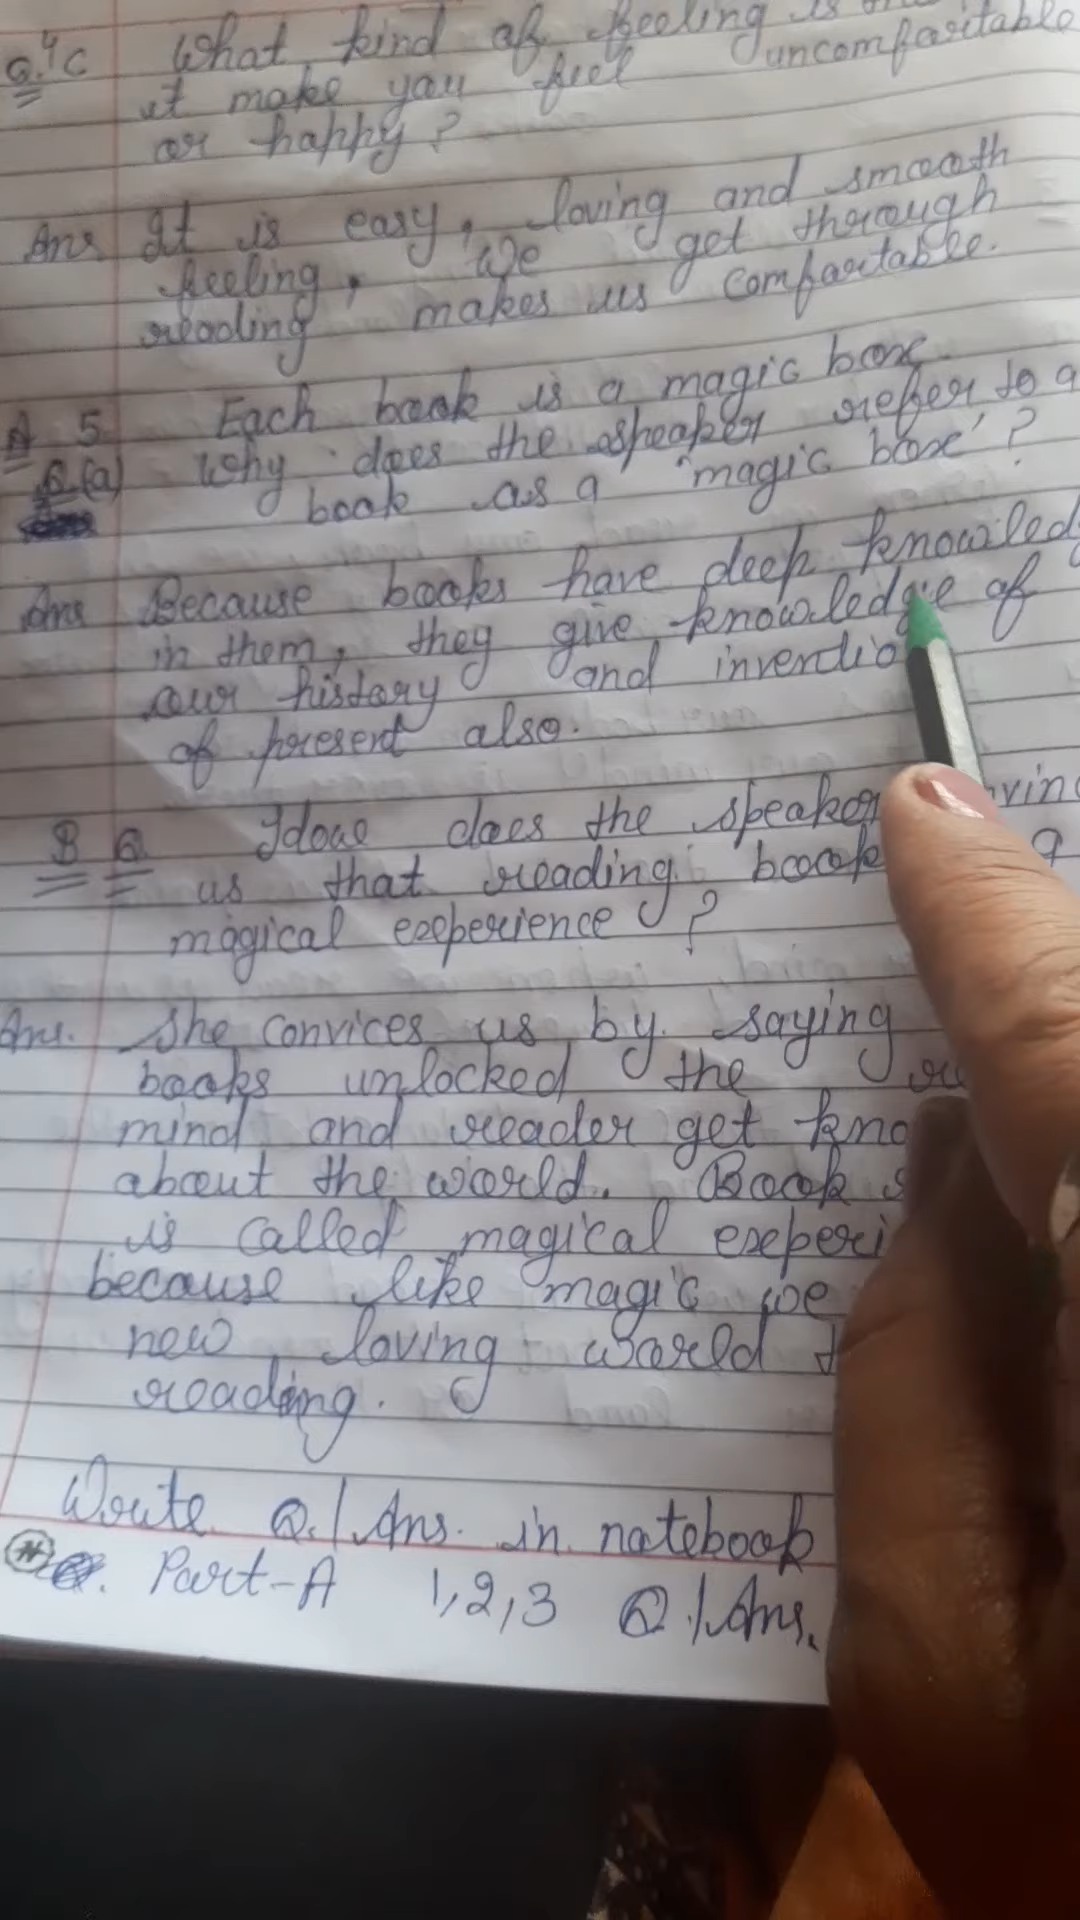 Q.4c What kind of feeling is
it make you feel uncomfortable
or happy?
Ans It is easy, loving and smooth
feeling, we get through
reading makes us comfortable.
A 5 Each book is a magic box
Q.(a) Why does the speaker refer to a
book as a "magic box'?
Ans Because books have deep knowled
in them, they give knowledge of
our history and inventio
of present also.
B Q How does the speaker
us that reading book a
magical experience?
Ans. She convices us by saying
books unlocked the
mind and reader get kno
about the world. Book
is called magical experi
because like magic we
new loving world
reading.
Write Q./Ans. in notebook
Part-A 1,2,3 Q./Ans.